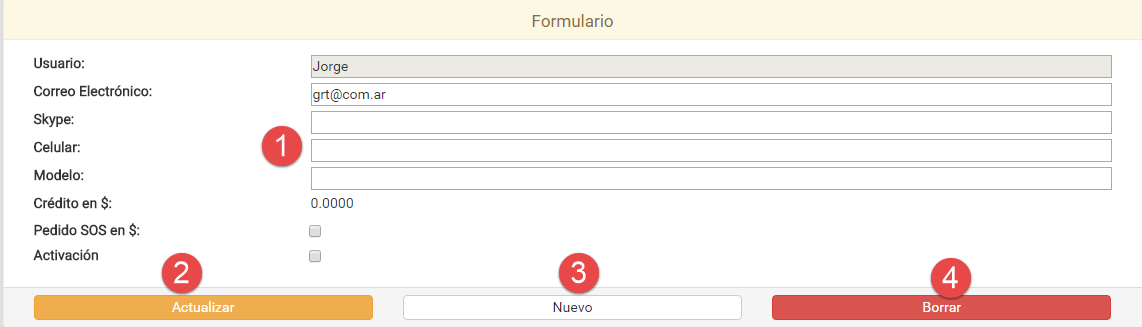 Formulario
Usuario: Jorge
Correo Electrónico: grt@com.ar
Skype:
1
Celular:
Modelo:
Crédito en $: 0.0000
Pedido SOS en $:
Activación
2 3 4
Actualizar Nuevo Borrar